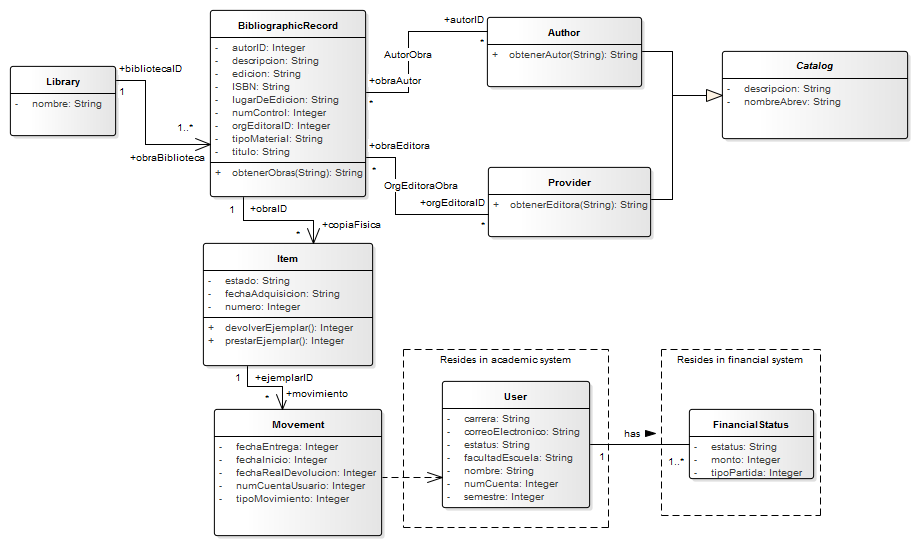 Library
- nombre: String
+bibliotecaID
1
1..*
+obraBiblioteca
BibliographicRecord
- autorID: Integer
- descripcion: String
- edicion: String
- ISBN: String
- lugarDeEdicion: String
- numControl: Integer
- orgEditoraID: Integer
- tipoMaterial: String
- titulo: String
+ obtenerObras(String): String
+autorID
*
AutorObra
+obraAutor
*
Author
+ obtenerAutor(String): String
Catalog
- descripcion: String
- nombreAbrev: String
+obraEditora
*
OrgEditoraObra
+orgEditoraID
*
Provider
+ obtenerEditora(String): String
1
+obraID
+copiaFisica
*
Item
- estado: String
- fechaAdquisicion: String
- numero: Integer
+ devolverEjemplar(): Integer
+ prestarEjemplar(): Integer
1
+ejemplarID
+movimiento
*
Movement
- fechaEntrega: Integer
- fechaInicio: Integer
- fechaRealDevolucion: Integer
- numCuentaUsuario: Integer
- tipoMovimiento: Integer
Resides in academic system
User
- carrera: String
- correoElectronico: String
- estatus: String
- facultadEscuela: String
- nombre: String
- numCuenta: Integer
- semestre: Integer
has
1
1..*
Resides in financial system
FinancialStatus
- estatus: String
- monto: Integer
- tipoPartida: Integer